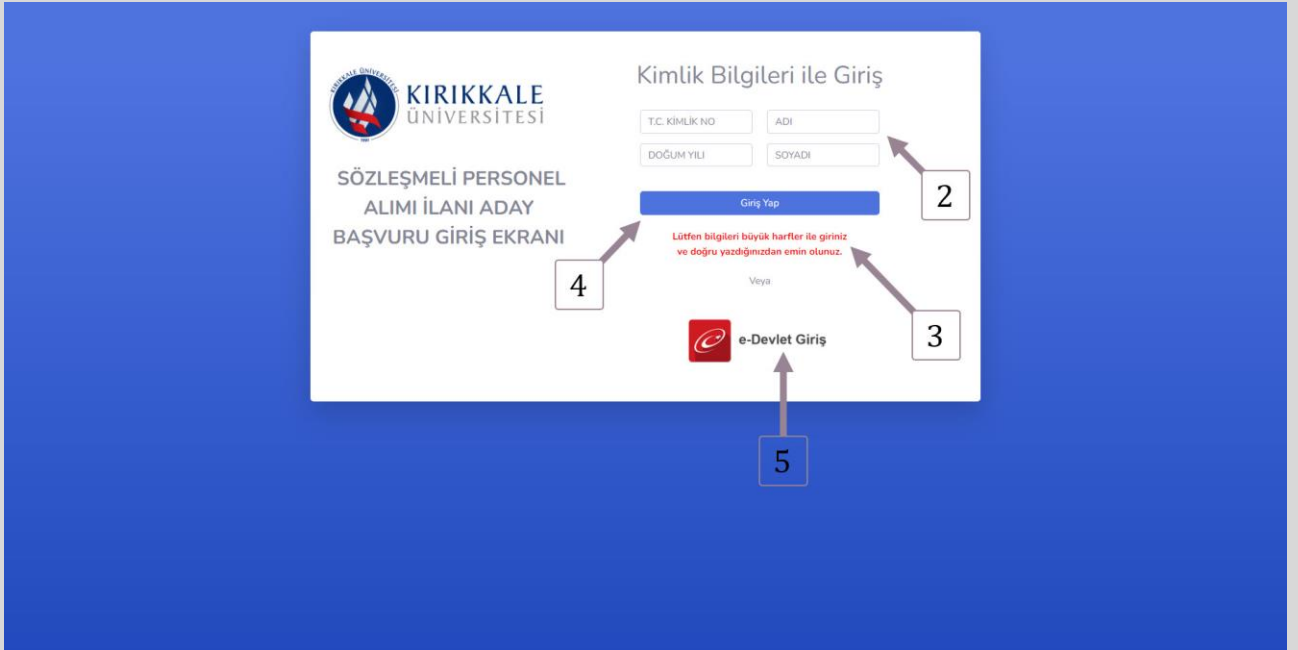 KIRIKKALE
ÜNİVERSİTESİ
SÖZLEŞMELİ PERSONEL
ALIMI İLANI ADAY
BAŞVURU GİRİŞ EKRANI
Kimlik Bilgileri ile Giriş
T.C. KİMLİK NO
ADI
DOĞUM YILI
SOYADI
2
Giriş Yap
4
Lütfen bilgileri büyük harfler ile giriniz
ve doğru yazdığınızdan emin olunuz.
3
Veya
e-Devlet Giriş
5